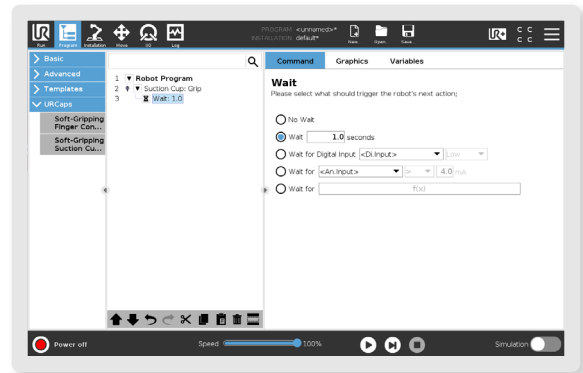 PROGRAM <unnamed>*
INSTALLATION default*
Run
Program
Installation
Move
I/O
Log
New
Open
Save
UR
C C
C C
Basic
Advanced
Templates
URCaps
Soft-Gripping
Finger Con...
Soft-Gripping
Suction Cu...
1 Robot Program
2 Suction Cup: Grip
3 Wait: 1.0
Command Graphics Variables
Wait
Please select what should trigger the robot's next action;
No Wait
Wait 1.0 seconds
Wait for Digital Input <Di.Input> Low
Wait for <An.Input> > 4.0 mA
Wait for f(x)
Power off
Speed 100%
Simulation